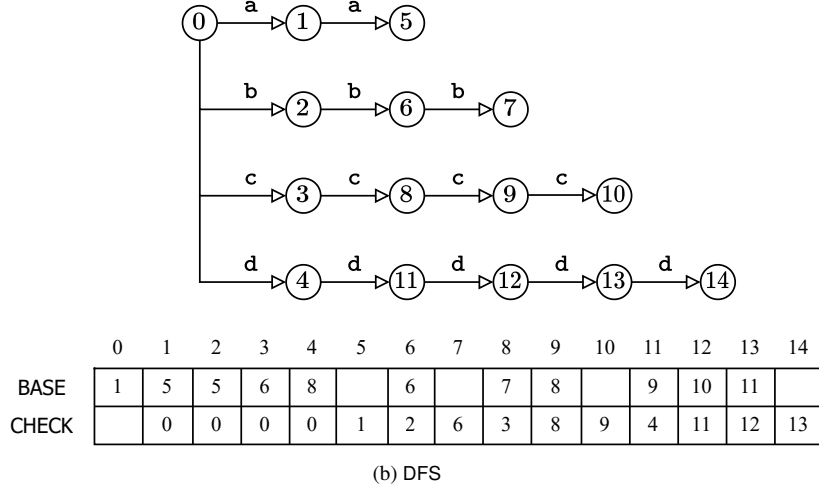 a a
0 1 5
b b b
2 6 7
c c c c
3 8 9 10
d d d d d
4 11 12 13 14
0 1 2 3 4 5 6 7 8 9 10 11 12 13 14
BASE 1 5 5 6 8 6 7 8 9 10 11
CHECK 0 0 0 0 1 2 6 3 8 9 4 11 12 13
(b) DFS